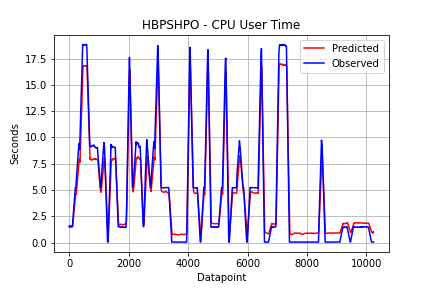 HBPSHPO - CPU User Time
Predicted
Observed
17.5
15.0
12.5
10.0
7.5
5.0
2.5
0.0
Seconds
0 2000 4000 6000 8000 10000
Datapoint